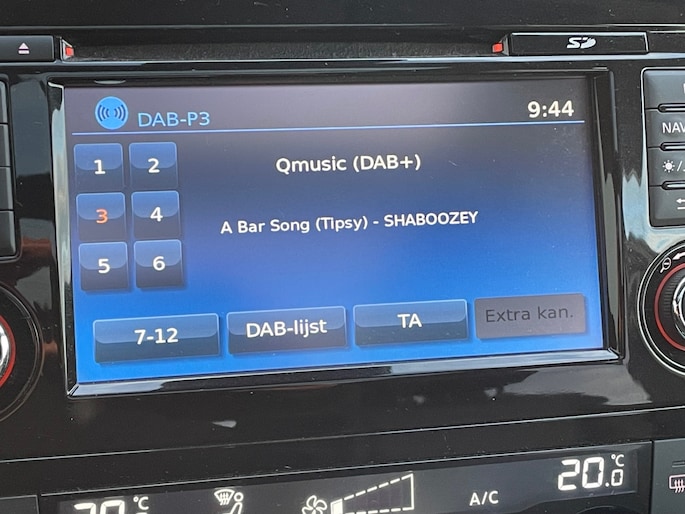 SD
DAB-P3
9:44
NAV
1
2
Qmusic (DAB+)
3
4
A Bar Song (Tipsy) - SHABOOZEY
5
6
7-12
DAB-lijst
TA
Extra kan.
°C
A/C
20.0 °C